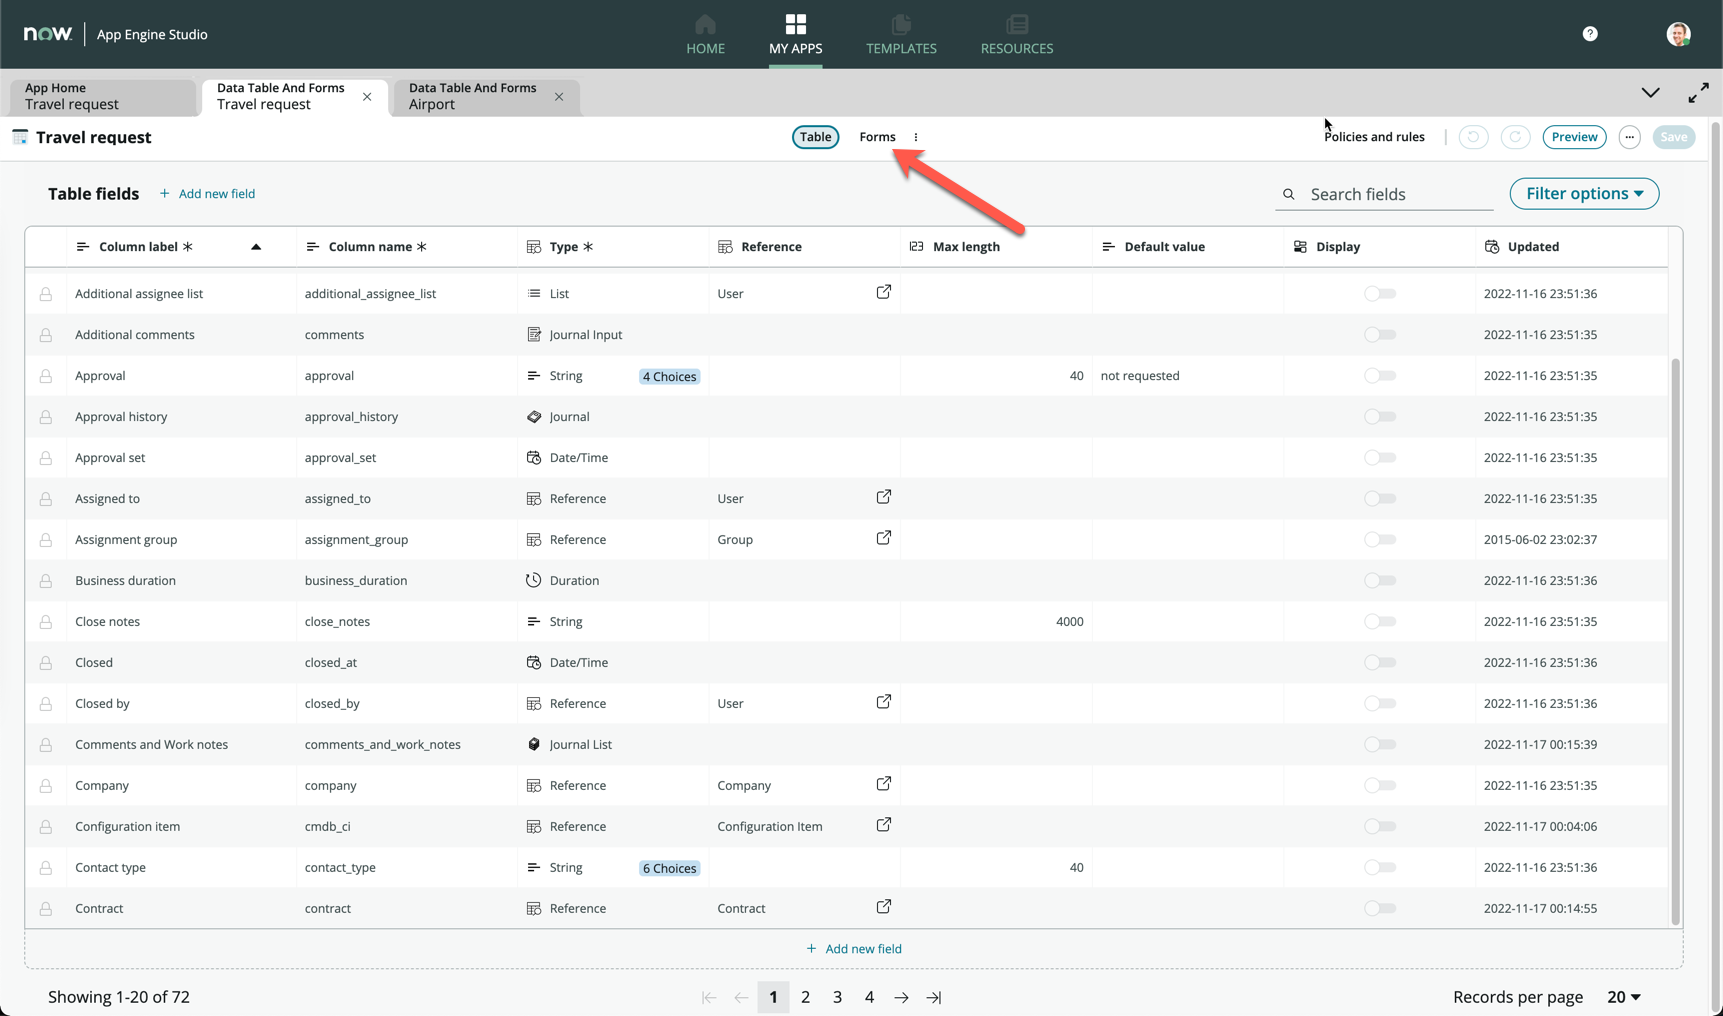 now. App Engine Studio
HOME MY APPS TEMPLATES RESOURCES
?
App Home
Travel request
Data Table And Forms
Travel request
Data Table And Forms
Airport
Travel request
Table Forms
Policies and rules
Preview
Save
Table fields + Add new field
Search fields
Filter options
Column label * Column name * Type * Reference Max length Default value Display Updated
Additional assignee list additional_assignee_list List User 2022-11-16 23:51:36
Additional comments comments Journal Input 2022-11-16 23:51:35
Approval approval String 4 Choices 40 not requested 2022-11-16 23:51:35
Approval history approval_history Journal 2022-11-16 23:51:35
Approval set approval_set Date/Time 2022-11-16 23:51:35
Assigned to assigned_to Reference User 2022-11-16 23:51:35
Assignment group assignment_group Reference Group 2015-06-02 23:02:37
Business duration business_duration Duration 2022-11-16 23:51:36
Close notes close_notes String 4000 2022-11-16 23:51:35
Closed closed_at Date/Time 2022-11-16 23:51:36
Closed by closed_by Reference User 2022-11-16 23:51:36
Comments and Work notes comments_and_work_notes Journal List 2022-11-17 00:15:39
Company company Reference Company 2022-11-16 23:51:35
Configuration item cmdb_ci Reference Configuration Item 2022-11-17 00:04:06
Contact type contact_type String 6 Choices 40 2022-11-16 23:51:36
Contract contract Reference Contract 2022-11-17 00:14:55
+ Add new field
Showing 1-20 of 72 1 2 3 4 Records per page 20